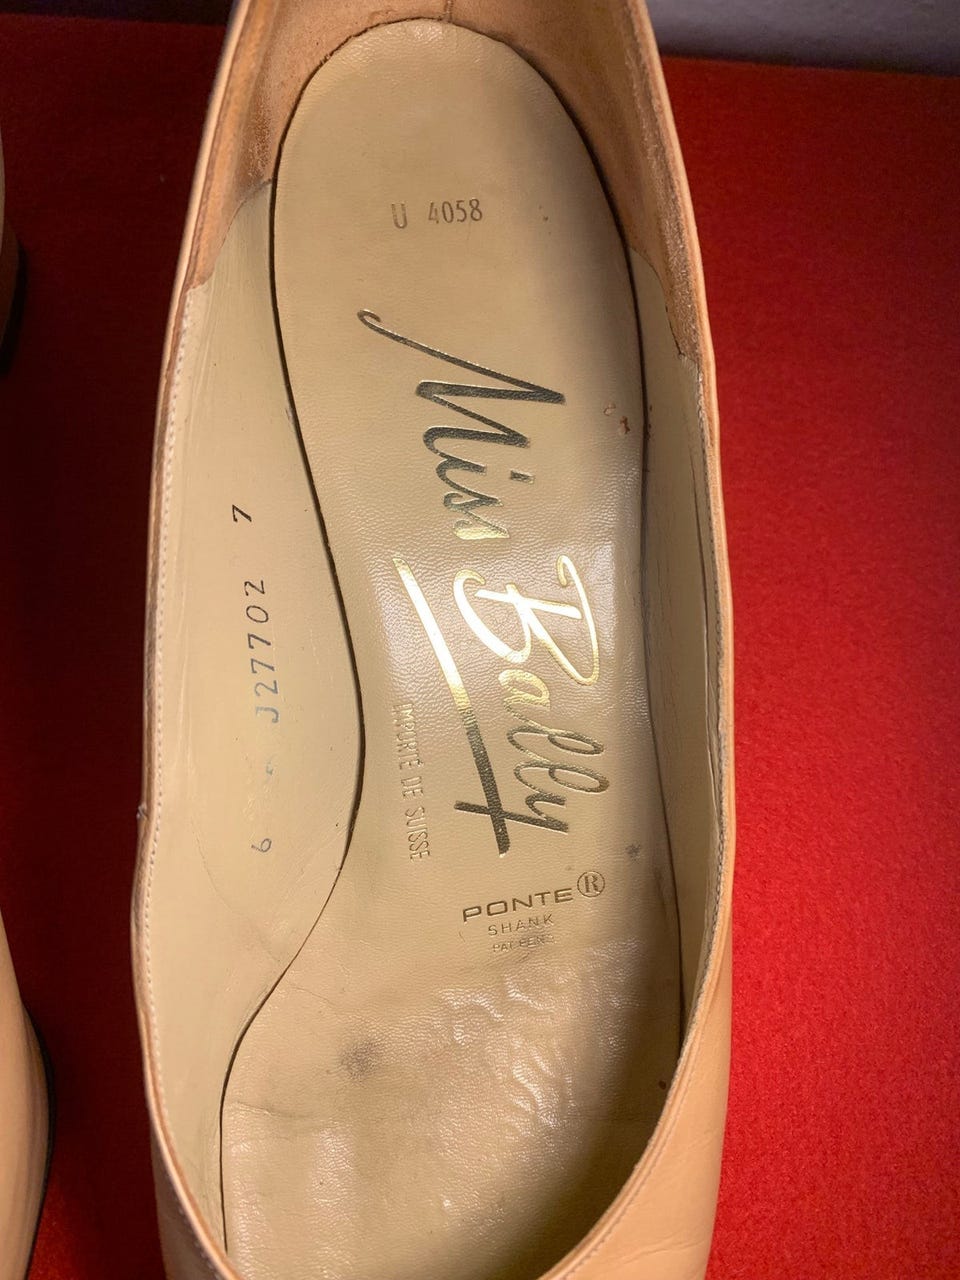 U 4058
Miss Bally
IMPORTÉ DE SUISSE
PONTE®
SHANK
6 J27702 7